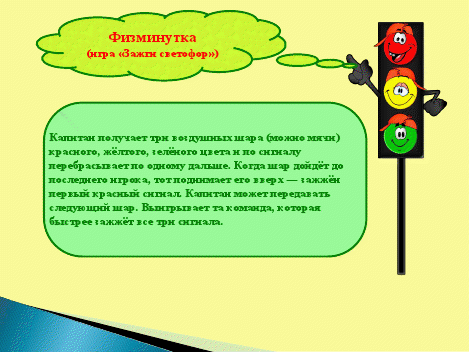 Физминутка
(игра «Зажги светофор»)
Капитан получает три воздушных шара (можно мячи)
красного, жёлтого, зелёного цвета и по сигналу
перебрасывает по одному дальше. Когда шар дойдёт до
последнего игрока, тот поднимает его вверх — зажжён
первый красный сигнал. Капитан может передавать
следующий шар. Выигрывает та команда, которая
быстрее зажжёт все три сигнала.